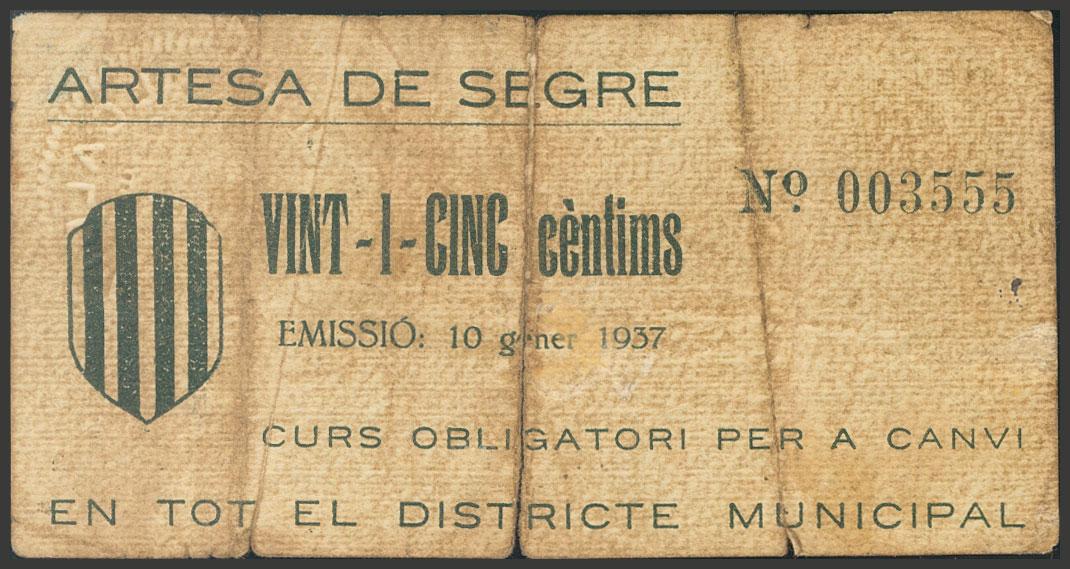 ARTESA DE SEGRE
Nº 003555
VINT-I-CINC cèntims
EMISSIÓ: 10 gener 1937
CURS OBLIGATORI PER A CANVI
EN TOT EL DISTRICTE MUNICIPAL